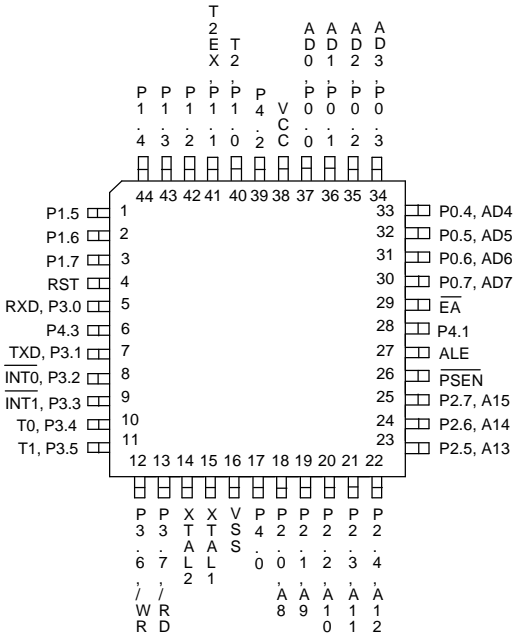 P1.4
P1.3
P1.2
T2EX,P1.1
T2,P1.0
P4.2
VCC
AD0,P0.0
AD1,P0.1
AD2,P0.2
AD3,P0.3
44 43 42 41 40 39 38 37 36 35 34
P1.5 1
P1.6 2
P1.7 3
RST 4
RXD, P3.0 5
P4.3 6
TXD, P3.1 7
INT0, P3.2 8
INT1, P3.3 9
T0, P3.4 10
T1, P3.5 11
33 P0.4, AD4
32 P0.5, AD5
31 P0.6, AD6
30 P0.7, AD7
29 EA
28 P4.1
27 ALE
26 PSEN
25 P2.7, A15
24 P2.6, A14
23 P2.5, A13
12 13 14 15 16 17 18 19 20 21 22
P3.6,/WR
P3.7,/RD
XTAL2
XTAL1
VSS
P4.0
P2.0,A8
P2.1,A9
P2.2,A10
P2.3,A11
P2.4,A12